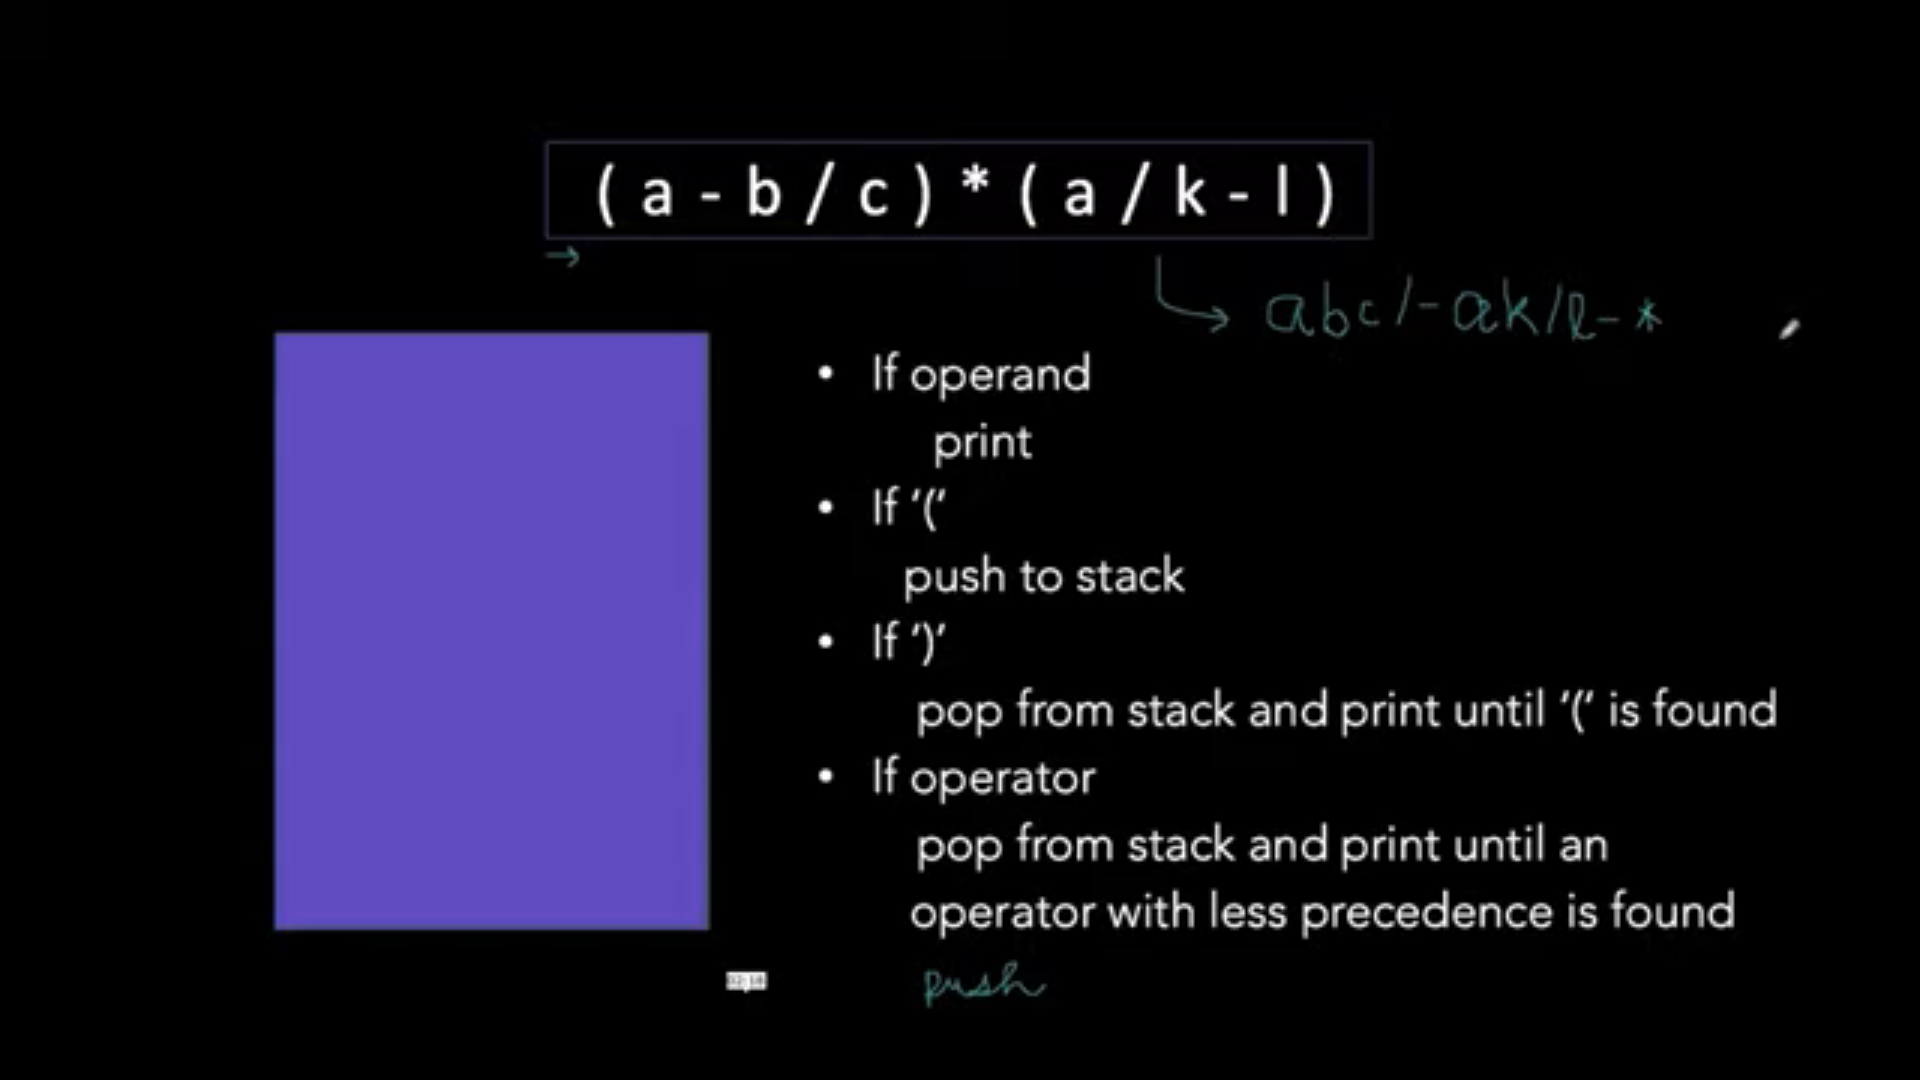 ( a - b / c ) * ( a / k - l )
→
abc/-ak/l-*
• If operand
print
• If ‘(‘
push to stack
• If ‘)’
pop from stack and print until ‘(‘ is found
• If operator
pop from stack and print until an
operator with less precedence is found
push